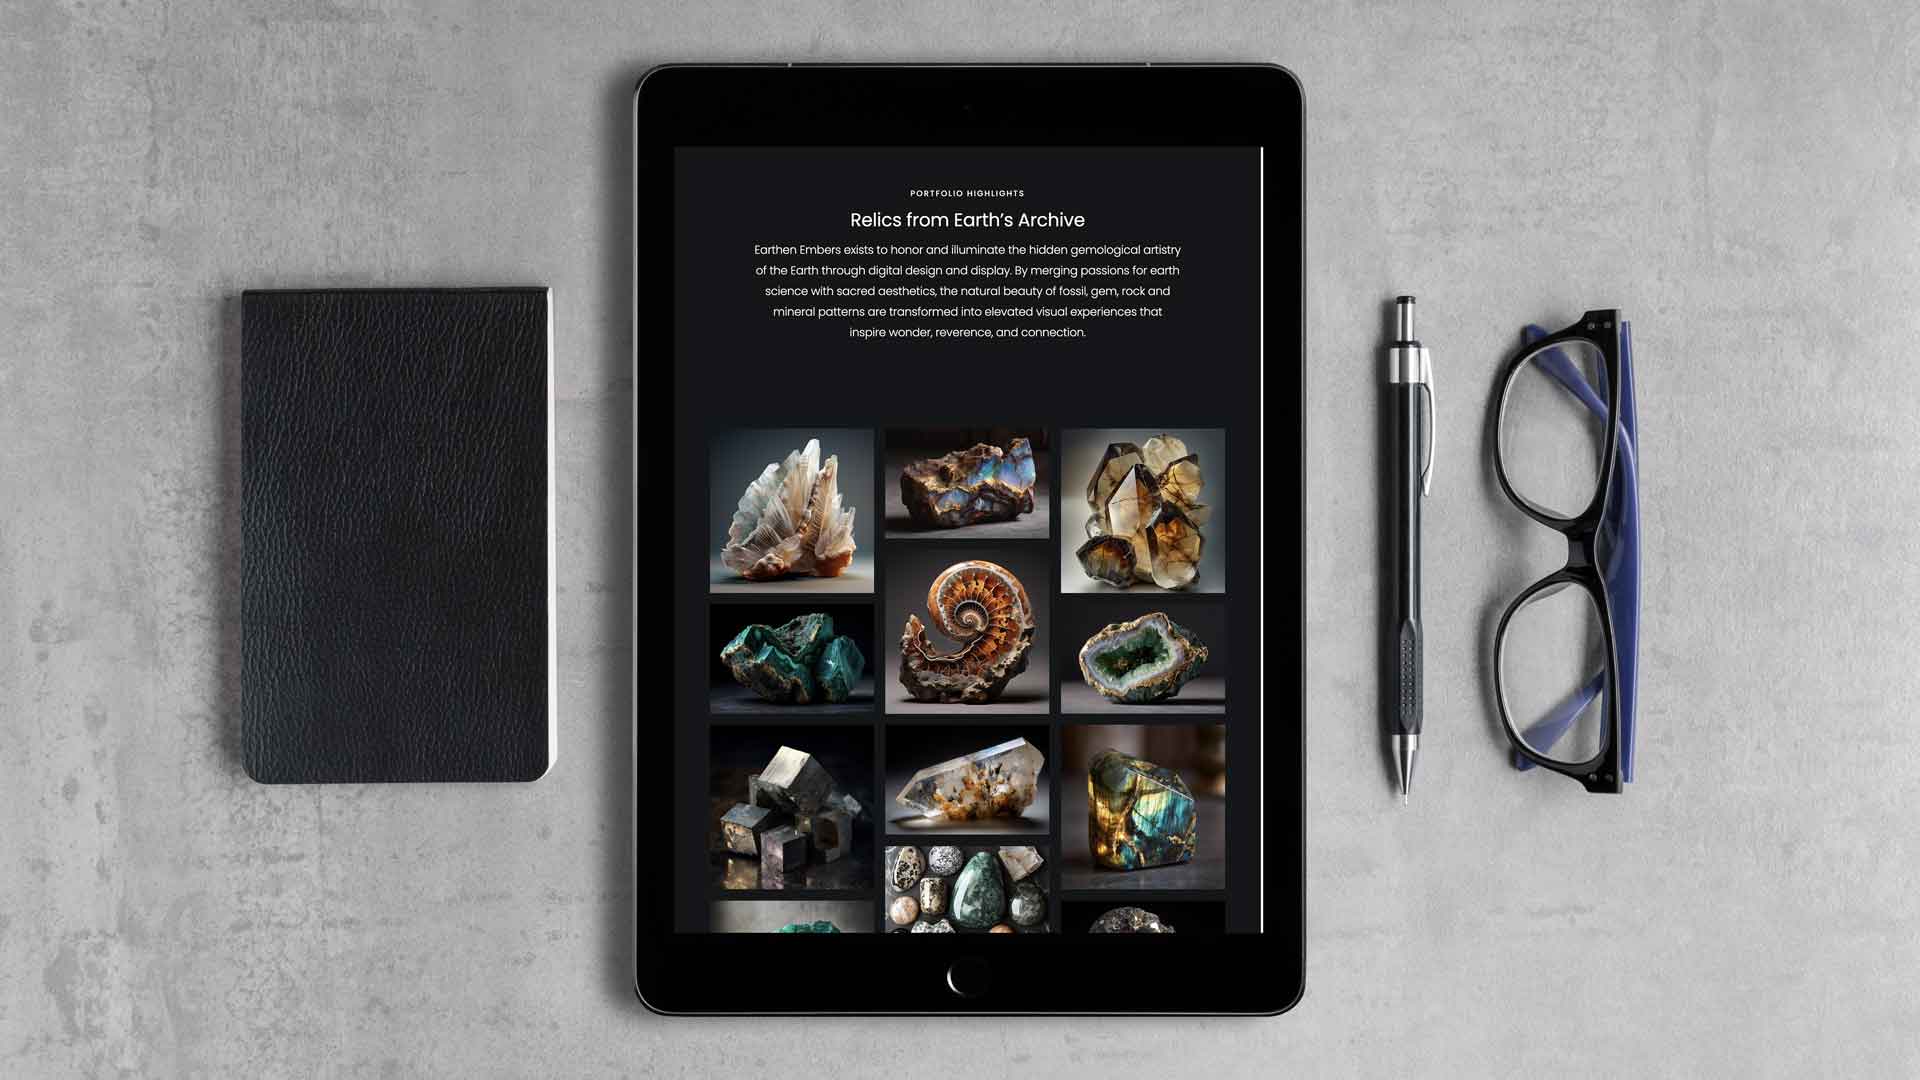 PORTFOLIO HIGHLIGHTS
Relics from Earth’s Archive
Earthen Embers exists to honor and illuminate the hidden gemological artistry
of the Earth through digital design and display. By merging passions for earth
science with sacred aesthetics, the natural beauty of fossil, gem, rock and
mineral patterns are transformed into elevated visual experiences that
inspire wonder, reverence, and connection.